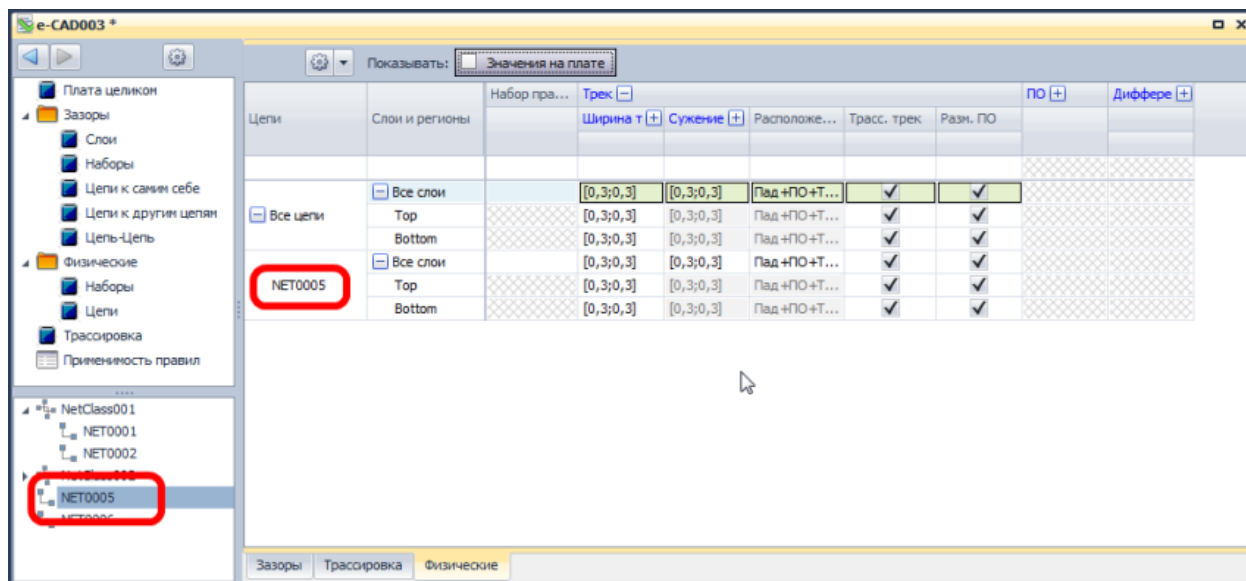 e-CAD003 *
Показывать: Значения на плате
Плата целиком
Зазоры
Слои
Наборы
Цепи к самим себе
Цепи к другим цепям
Цепь-Цепь
Физические
Наборы
Цепи
Трассировка
Применимость правил
NetClass001
NET0001
NET0002
NET0005
NET0006
Набор пра... Трек ПО Диффере
Цепи Слои и регионы Ширина т Сужение Расположе... Трасс. трек Разм. ПО
Все слои [0,3;0,3] [0,3;0,3] Пад+ПО+Т...
Все цепи Top [0,3;0,3] [0,3;0,3] Пад+ПО+Т...
Bottom [0,3;0,3] [0,3;0,3] Пад+ПО+Т...
Все слои [0,3;0,3] [0,3;0,3] Пад+ПО+Т...
NET0005 Top [0,3;0,3] [0,3;0,3] Пад+ПО+Т...
Bottom [0,3;0,3] [0,3;0,3] Пад+ПО+Т...
Зазоры Трассировка Физические